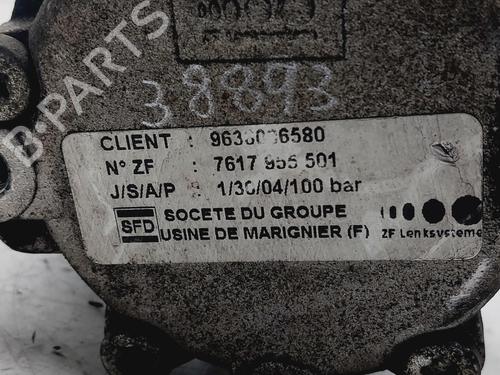 B-PARTS
38893
CLIENT : 9638036580
N° ZF : 7617 955 501
J/S/A/P : 1/30/04/100 bar
SFD SOCETE DU GROUPE
USINE DE MARIGNIER (F) ZF Lenksysteme